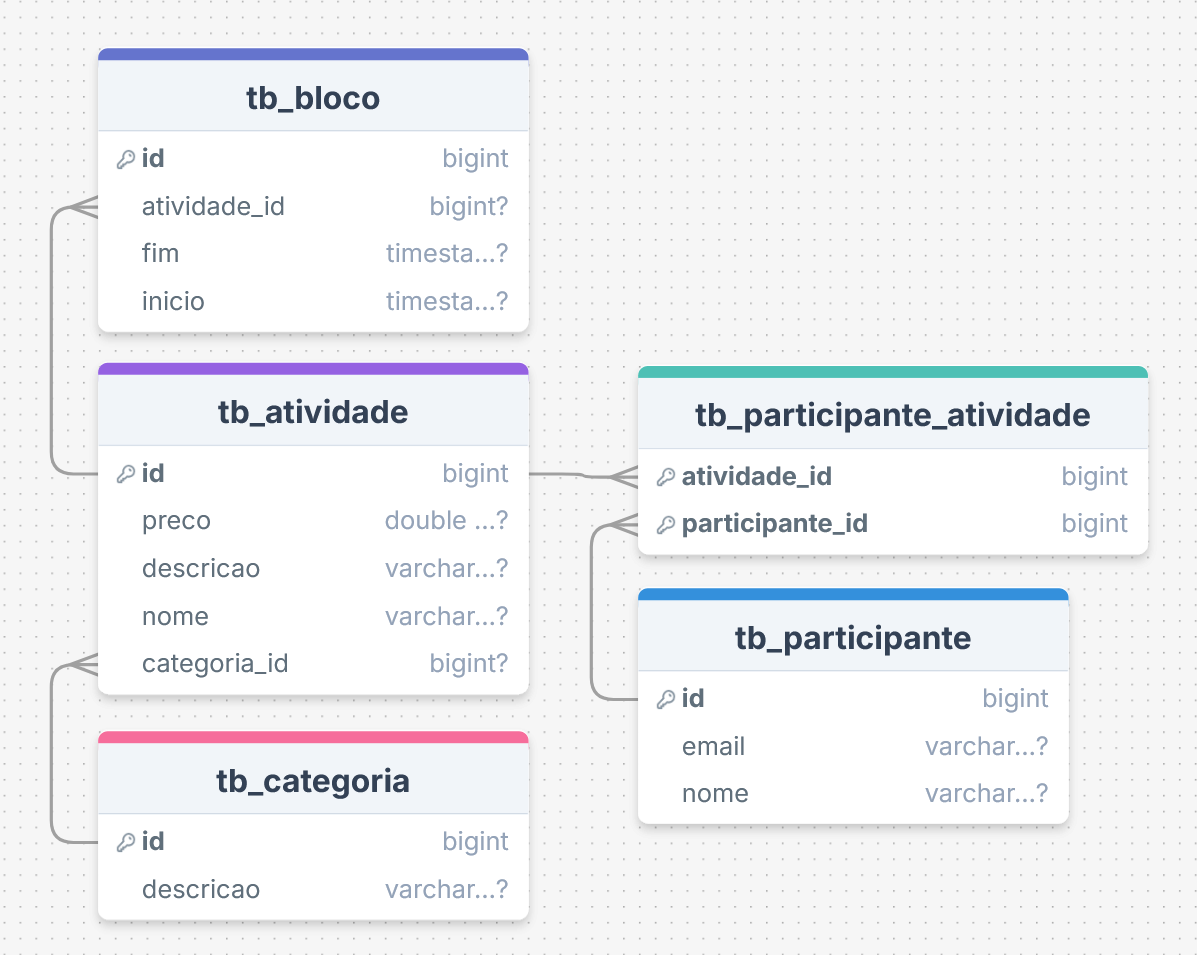 tb_bloco
id bigint
atividade_id bigint?
fim timesta...?
inicio timesta...?
tb_atividade
id bigint
preco double ...?
descricao varchar...?
nome varchar...?
categoria_id bigint?
tb_categoria
id bigint
descricao varchar...?
tb_participante_atividade
atividade_id bigint
participante_id bigint
tb_participante
id bigint
email varchar...?
nome varchar...?